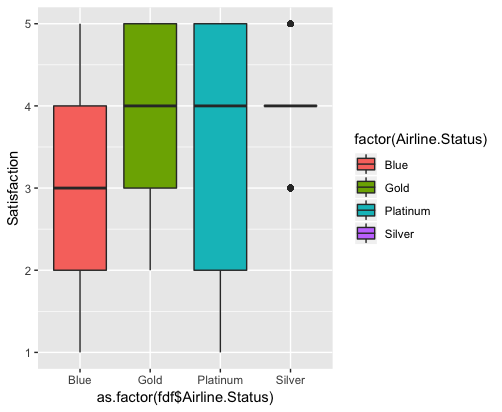 Satisfaction
5
4
3
2
1
Blue
Gold
Platinum
Silver
as.factor(fdf$Airline.Status)
factor(Airline.Status)
Blue
Gold
Platinum
Silver